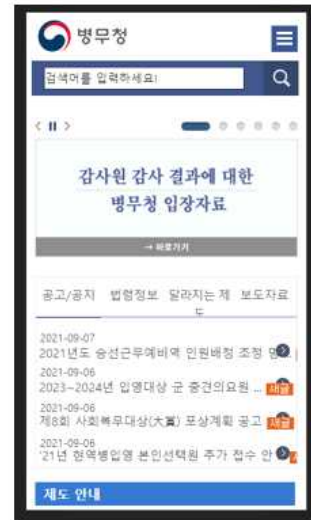 병무청
검색어를 입력하세요!
감사원 감사 결과에 대한
병무청 입장자료
→ 바로가기
공고/공지 법령정보 달라지는 제도 보도자료
2021-09-07
2021년도 승선근무예비역 인원배정 조정
2021-09-06
2023~2024년 입영대상 군 중견의요원 ... 새글
2021-09-06
제8회 사회복무대상(大賞) 포상계획 공고 새글
2021-09-06
'21년 현역병입영 본인선택원 추가 접수 안
제도 안내